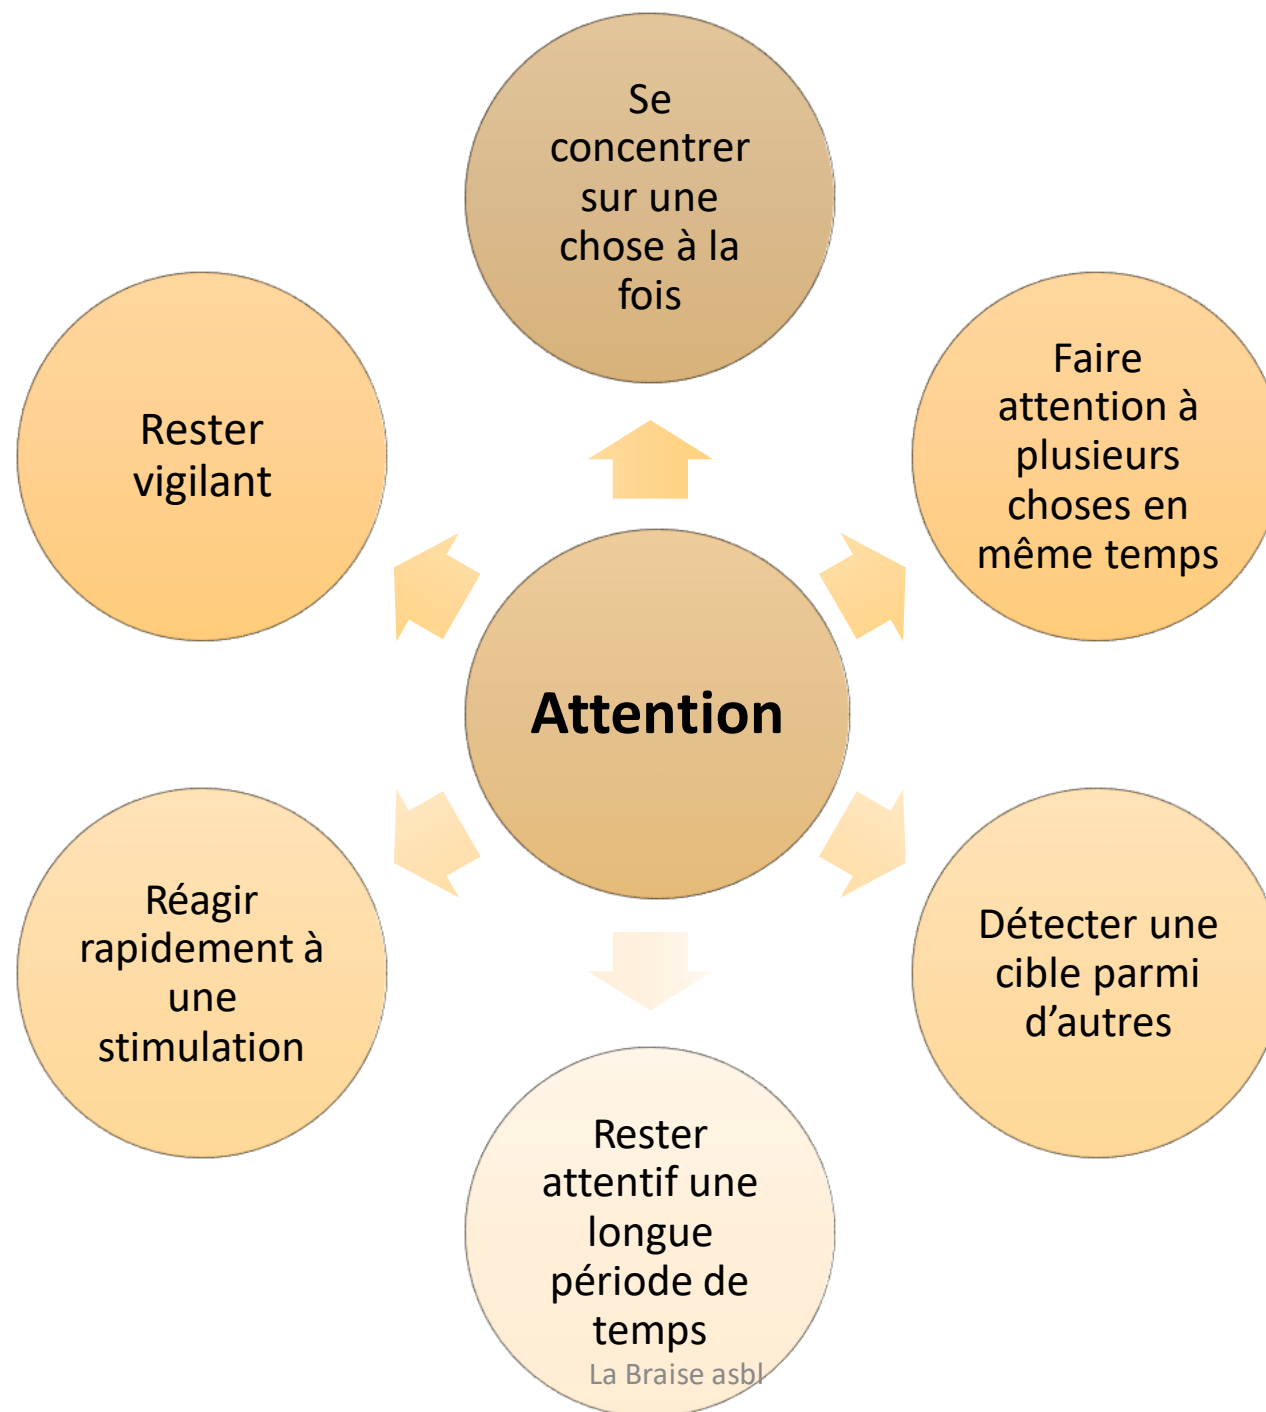 Se
concentrer
sur une
chose à la
fois
Faire
attention à
plusieurs
choses en
même temps
Détecter une
cible parmi
d’autres
Rester
attentif une
longue
période de
temps
Réagir
rapidement à
une
stimulation
Rester
vigilant
Attention
La Braise asbl